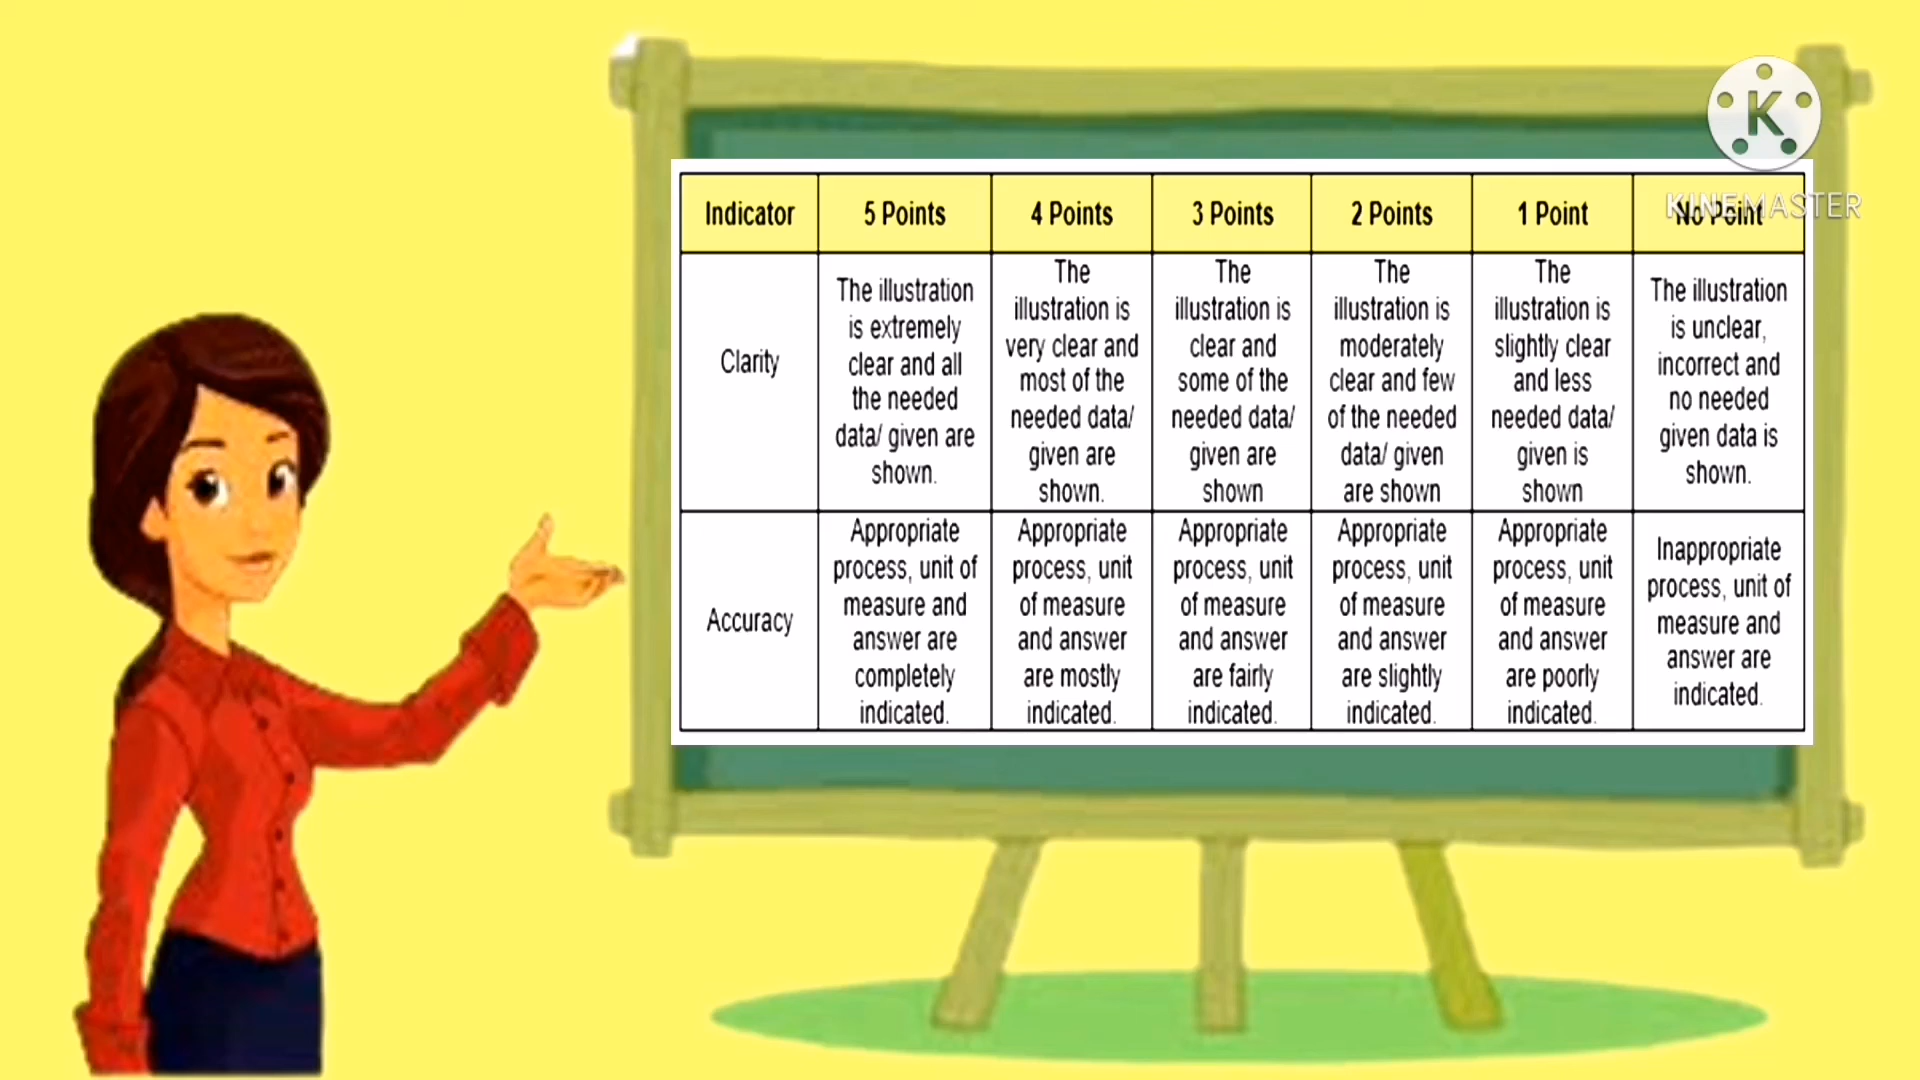 K
KINEMASTER
Indicator
5 Points
4 Points
3 Points
2 Points
1 Point
No Point
Clarity
The illustration
is extremely
clear and all
the needed
data/ given are
shown.
The
illustration is
very clear and
most of the
needed data/
given are
shown.
The
illustration is
clear and
some of the
needed data/
given are
shown
The
illustration is
moderately
clear and few
of the needed
data/ given
are shown
The
illustration is
slightly clear
and less
needed data/
given is
shown
The illustration
is unclear,
incorrect and
no needed
given data is
shown.
Accuracy
Appropriate
process, unit of
measure and
answer are
completely
indicated.
Appropriate
process, unit
of measure
and answer
are mostly
indicated.
Appropriate
process, unit
of measure
and answer
are fairly
indicated.
Appropriate
process, unit
of measure
and answer
are slightly
indicated.
Appropriate
process, unit
of measure
and answer
are poorly
indicated.
Inappropriate
process, unit of
measure and
answer are
indicated.